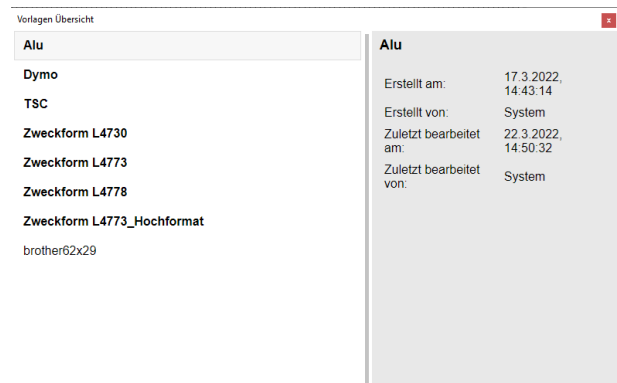 Vorlagen Übersicht
x
Alu
Dymo
TSC
Zweckform L4730
Zweckform L4773
Zweckform L4778
Zweckform L4773_Hochformat
brother62x29
Alu
Erstellt am: 17.3.2022,
14:43:14
Erstellt von: System
Zuletzt bearbeitet 22.3.2022,
am: 14:50:32
Zuletzt bearbeitet
von: System